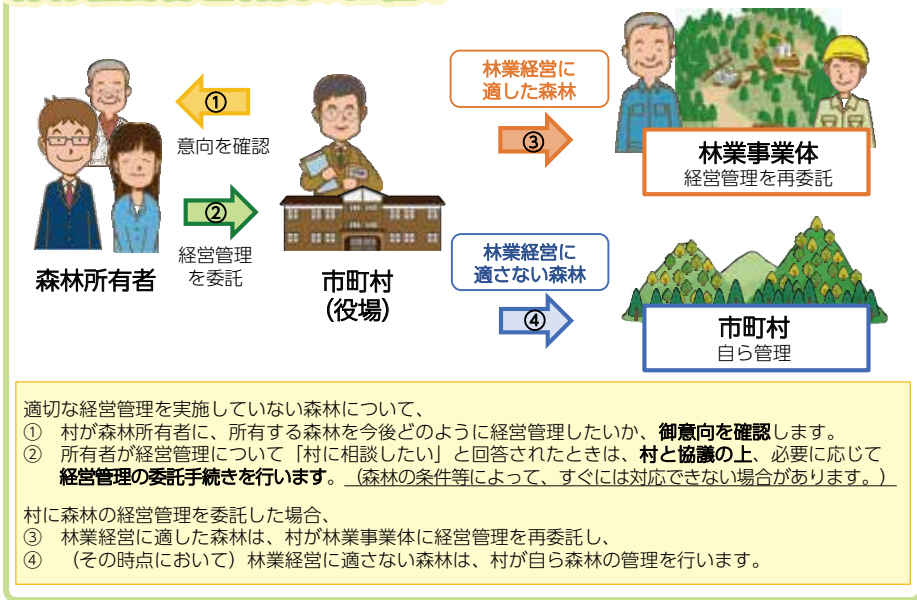 ①
意向を確認
②
経営管理
を委託
森林所有者
市町村
(役場)
林業経営に
適した森林
③
林業事業体
経営管理を再委託
林業経営に
適さない森林
④
市町村
自ら管理
適切な経営管理を実施していない森林について、
① 村が森林所有者に、所有する森林を今後どのように経営管理したいか、御意向を確認します。
② 所有者が経営管理について「村に相談したい」と回答されたときは、村と協議の上、必要に応じて
経営管理の委託手続きを行います。(森林の条件等によって、すぐには対応できない場合があります。)
村に森林の経営管理を委託した場合、
③ 林業経営に適した森林は、村が林業事業体に経営管理を再委託し、
④ (その時点において)林業経営に適さない森林は、村が自ら森林の管理を行います。